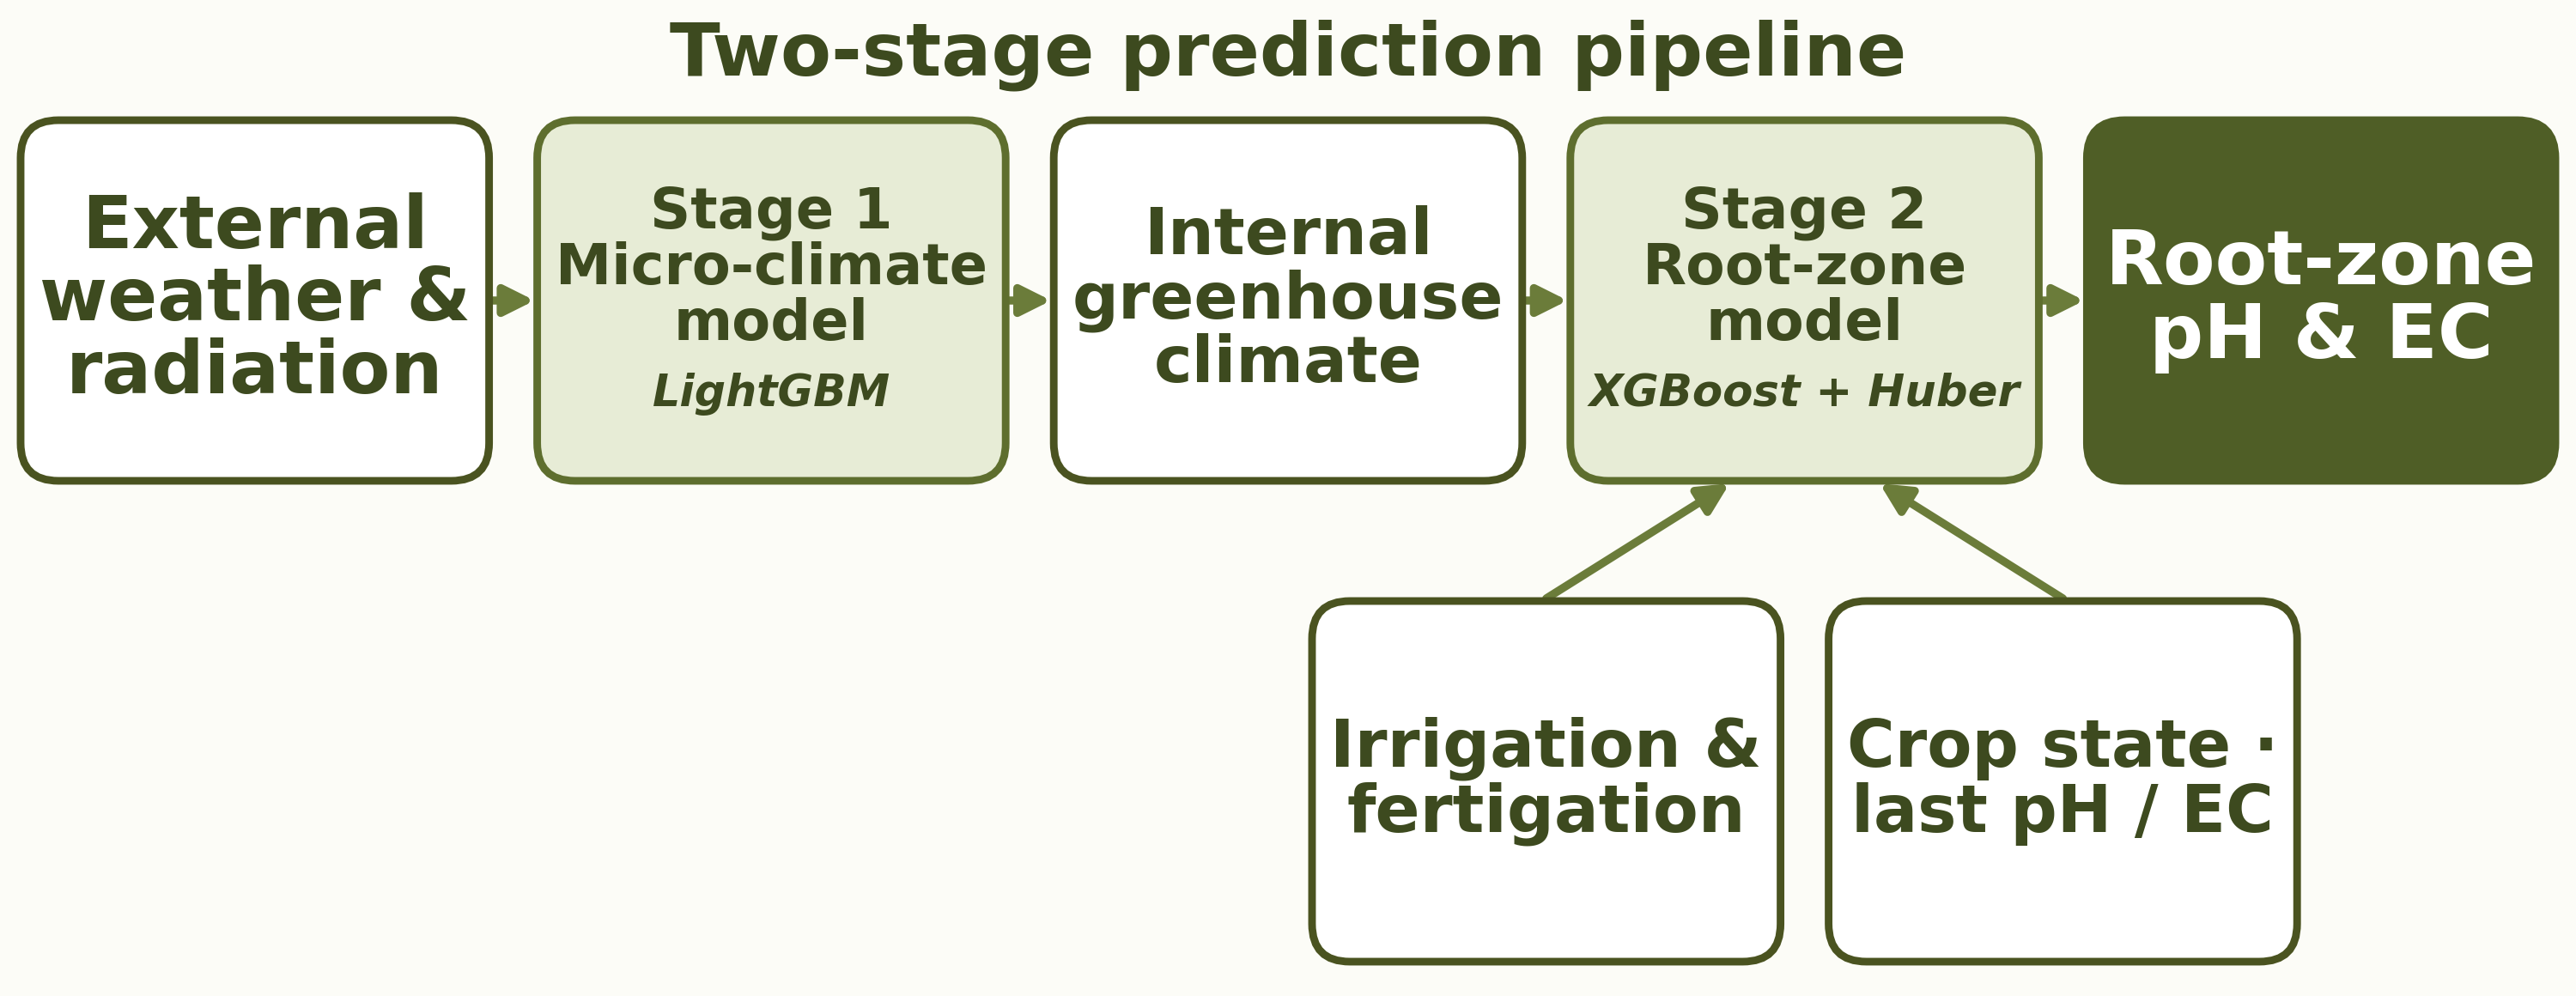 Two-stage prediction pipeline
External
weather &
radiation
Stage 1
Micro-climate
model
LightGBM
Internal
greenhouse
climate
Stage 2
Root-zone
model
XGBoost + Huber
Root-zone
pH & EC
Irrigation &
fertigation
Crop state ·
last pH / EC